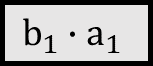 b₁ · a₁